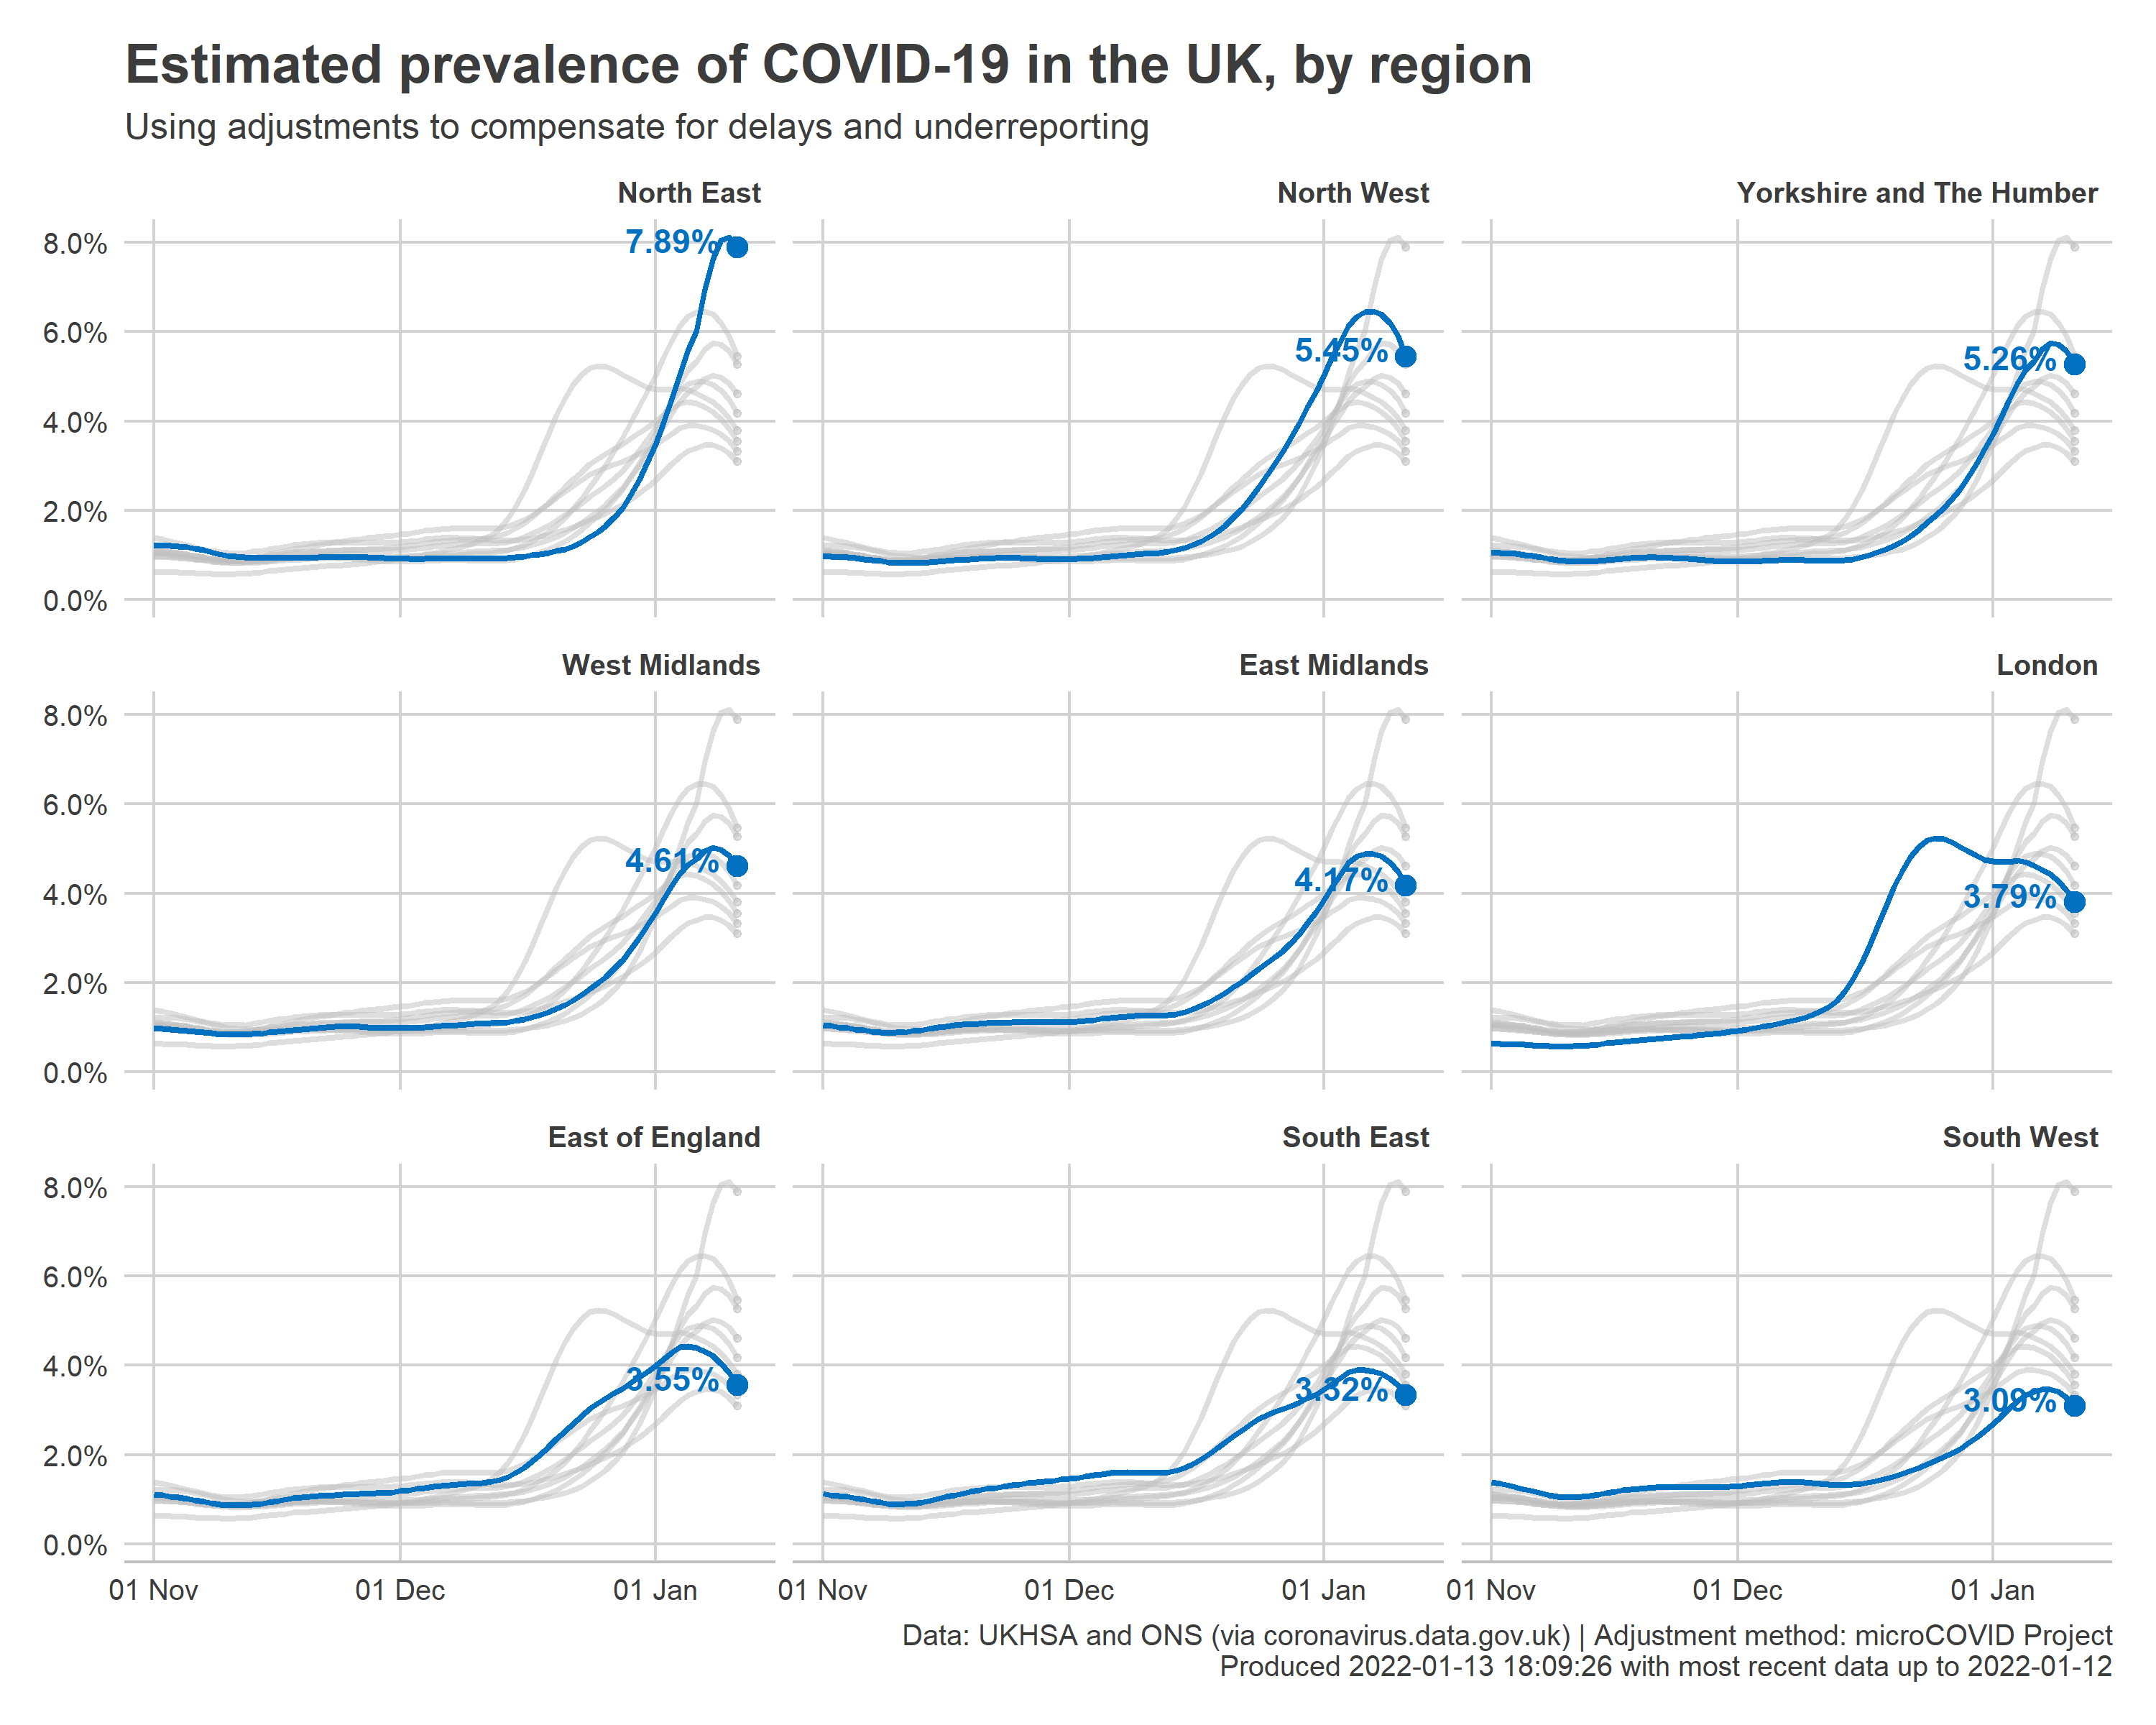 Estimated prevalence of COVID-19 in the UK, by region
Using adjustments to compensate for delays and underreporting
North East
North West
Yorkshire and The Humber
8.0%
6.0%
4.0%
2.0%
0.0%
7.89%
5.45%
5.26%
West Midlands
East Midlands
London
8.0%
6.0%
4.0%
2.0%
0.0%
4.61%
4.17%
3.79%
East of England
South East
South West
8.0%
6.0%
4.0%
2.0%
0.0%
3.55%
3.32%
3.09%
01 Nov
01 Dec
01 Jan
01 Nov
01 Dec
01 Jan
01 Nov
01 Dec
01 Jan
Data: UKHSA and ONS (via coronavirus.data.gov.uk) | Adjustment method: microCOVID Project
Produced 2022-01-13 18:09:26 with most recent data up to 2022-01-12